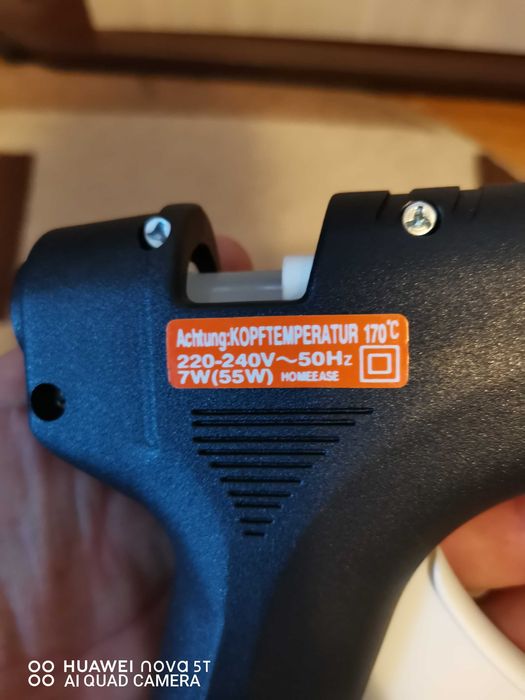 Achtung:KOPFTEMPERATUR 170℃
220-240V～50Hz
7W(55W) HOMEEASE
HUAWEI nova 5T
AI QUAD CAMERA